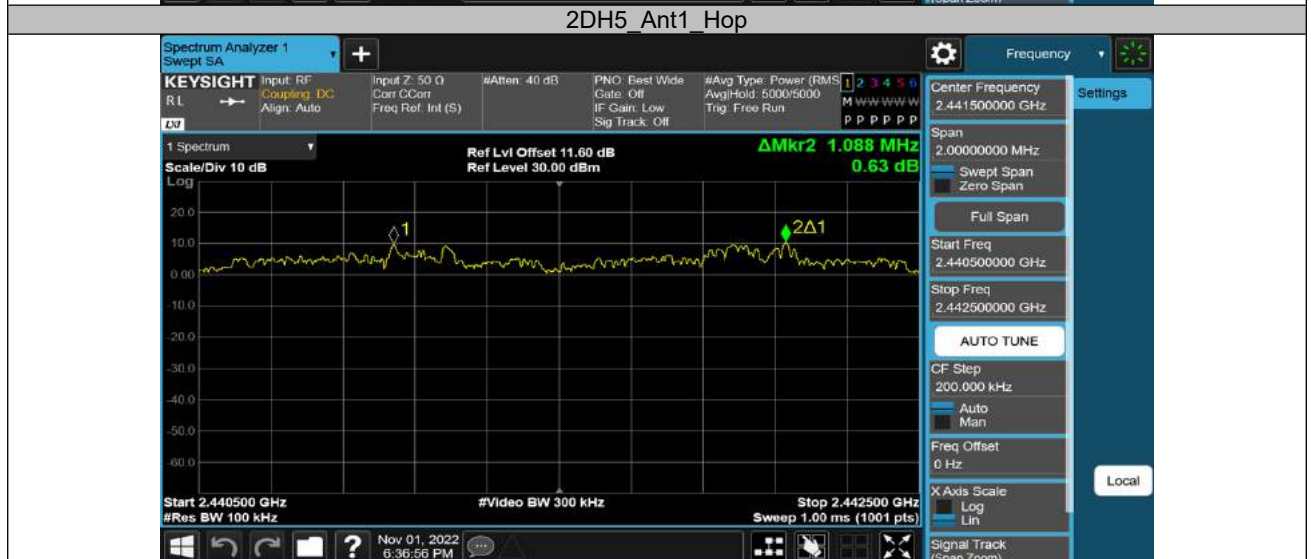 (Span Zoom)
2DH5_Ant1_Hop
Spectrum Analyzer 1
Swept SA
Frequency
KEYSIGHT
RL
LXI
Input: RF
Coupling: DC
Align: Auto
Input Z: 50 Ω
Corr CCorr
Freq Ref: Int (S)
#Atten: 40 dB
PNO: Best Wide
Gate: Off
IF Gain: Low
Sig Track: Off
#Avg Type: Power (RMS
Avg|Hold: 5000/5000
Trig: Free Run
1 2 3 4 5 6
M W W W W W
P P P P P P
1 Spectrum
Scale/Div 10 dB
Log
Ref Lvl Offset 11.60 dB
Ref Level 30.00 dBm
ΔMkr2 1.088 MHz
0.63 dB
20.0
10.0
0.00
-10.0
-20.0
-30.0
-40.0
-50.0
-60.0
1
2Δ1
Start 2.440500 GHz
#Res BW 100 kHz
#Video BW 300 kHz
Stop 2.442500 GHz
Sweep 1.00 ms (1001 pts)
Center Frequency
2.441500000 GHz
Settings
Span
2.00000000 MHz
Swept Span
Zero Span
Full Span
Start Freq
2.440500000 GHz
Stop Freq
2.442500000 GHz
AUTO TUNE
CF Step
200.000 kHz
Auto
Man
Freq Offset
0 Hz
X Axis Scale
Log
Lin
Local
Signal Track
(Span Zoom)
?
Nov 01, 2022
6:36:56 PM